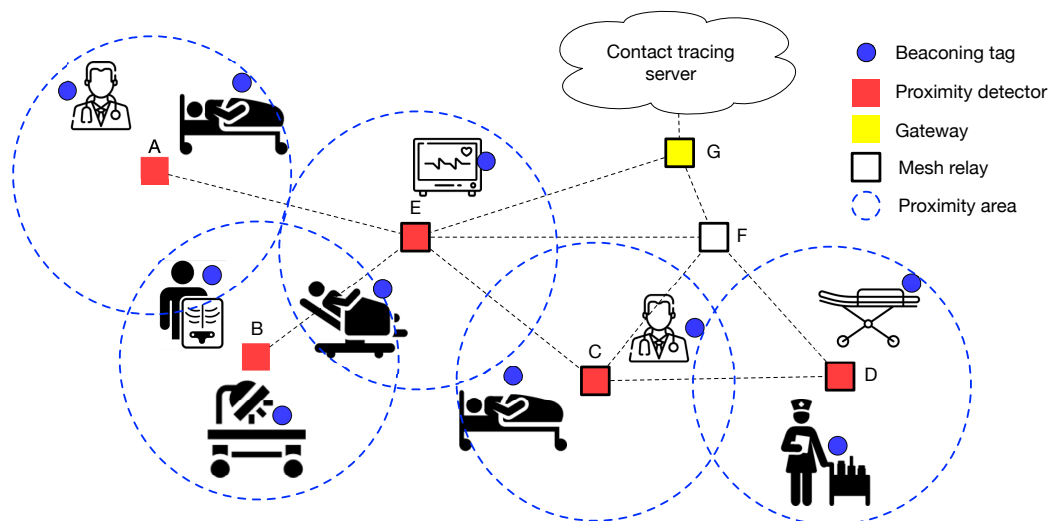 Contact tracing
server
Beaconing tag
Proximity detector
Gateway
Mesh relay
Proximity area
A
G
E
F
B
C
D